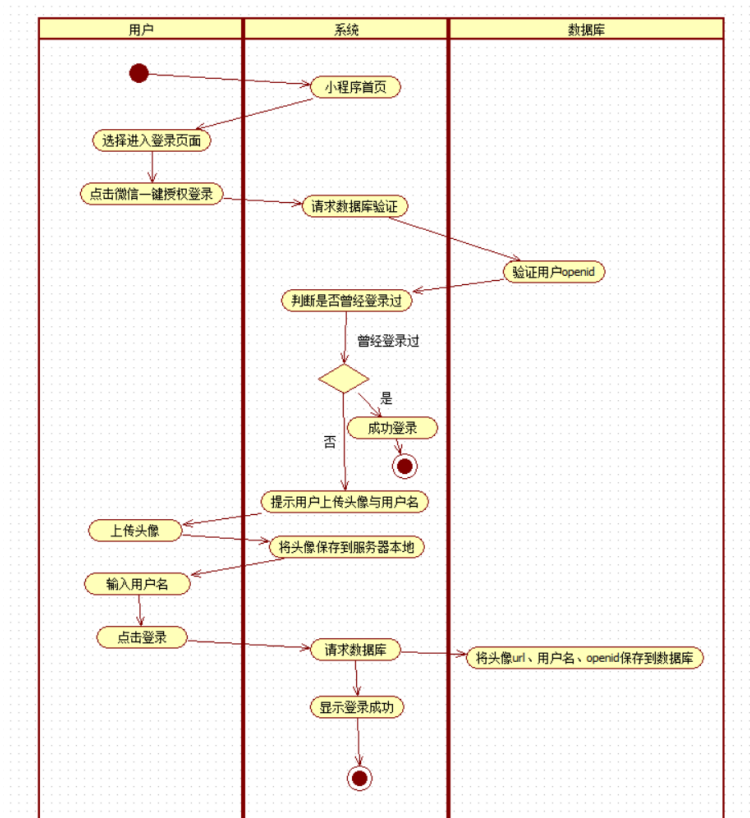 用户
系统
数据库
小程序首页
选择进入登录页面
点击微信一键授权登录
请求数据库验证
验证用户openid
判断是否曾经登录过
曾经登录过
是
成功登录
否
提示用户上传头像与用户名
上传头像
将头像保存到服务器本地
输入用户名
点击登录
请求数据库
将头像url、用户名、openid保存到数据库
显示登录成功